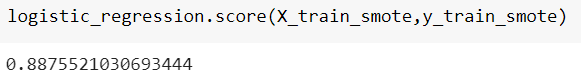 logistic_regression.score(X_train_smote,y_train_smote)
0.8875521030693444